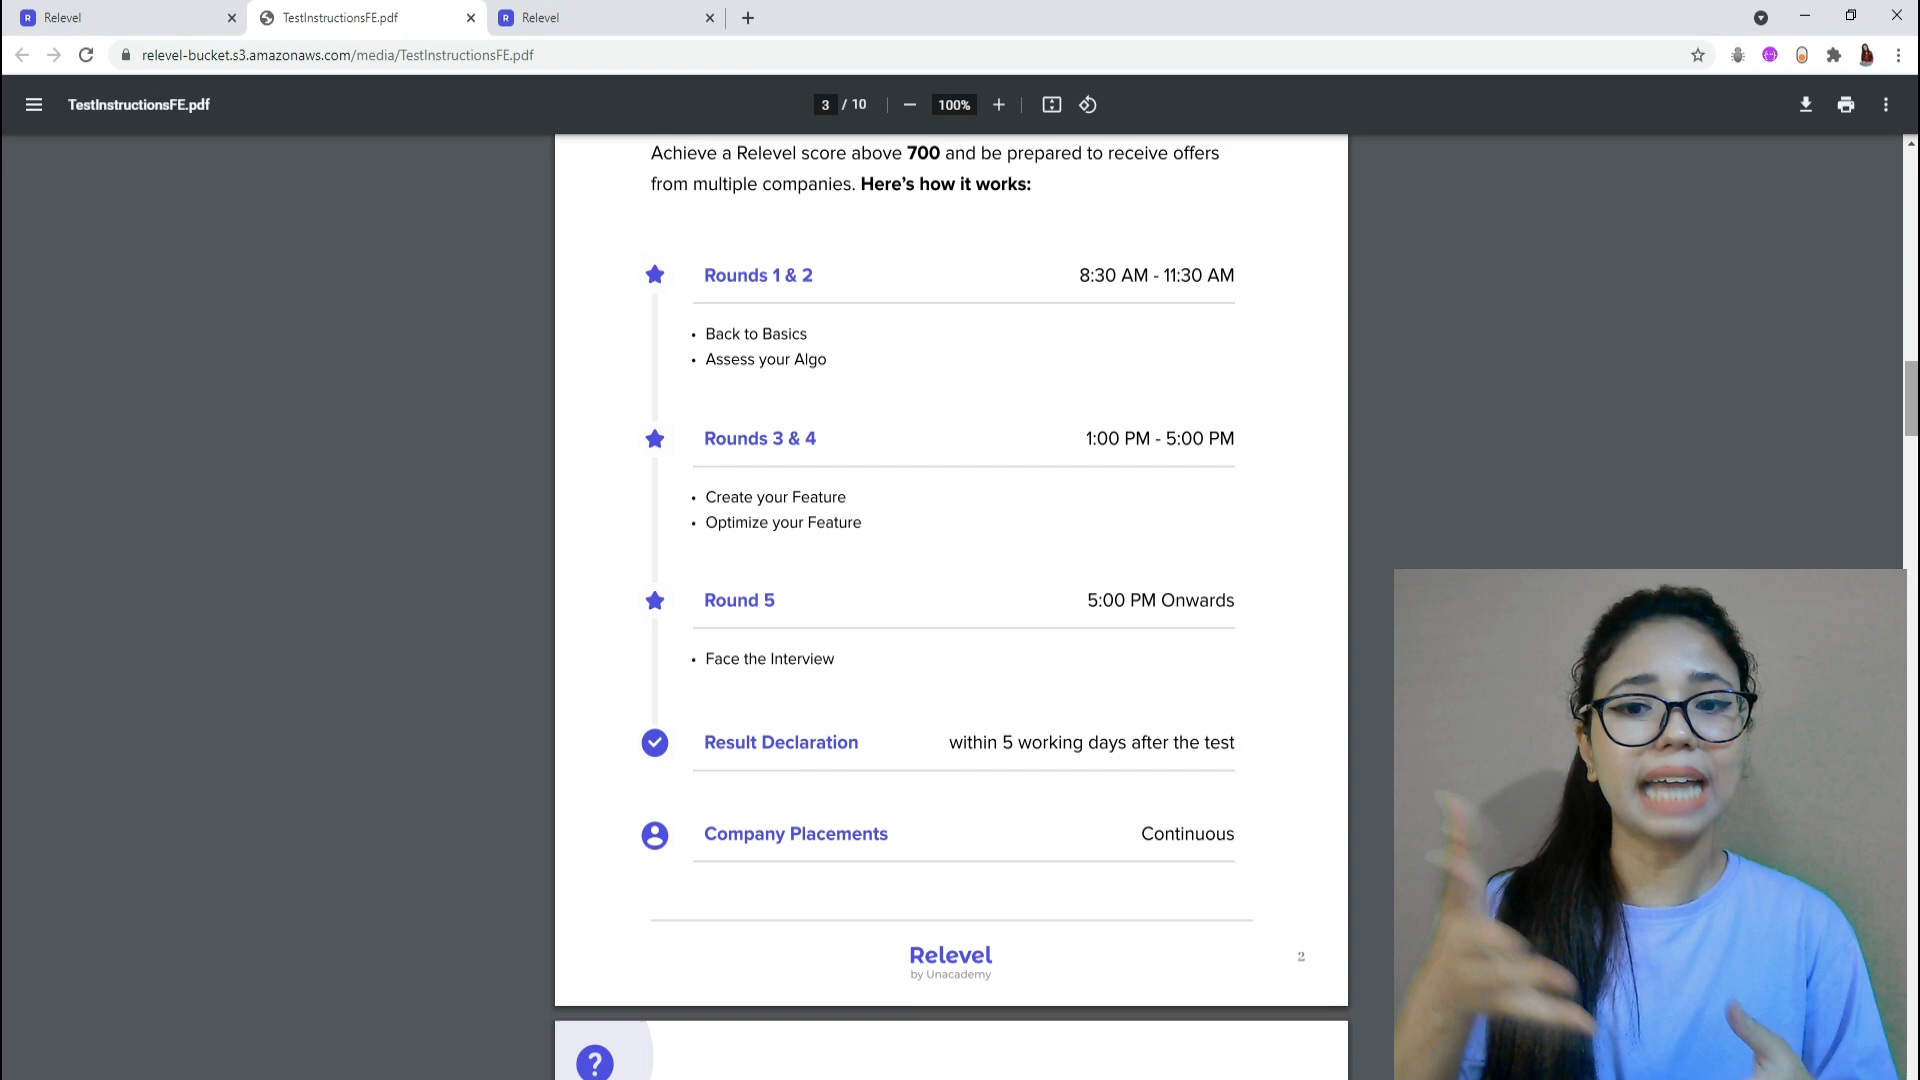 Relevel
TestInstructionsFE.pdf
Relevel
relevel-bucket.s3.amazonaws.com/media/TestInstructionsFE.pdf
TestInstructionsFE.pdf
3 / 10
100%
Achieve a Relevel score above 700 and be prepared to receive offers
from multiple companies. Here's how it works:
Rounds 1 & 2 8:30 AM - 11:30 AM
• Back to Basics
• Assess your Algo
Rounds 3 & 4 1:00 PM - 5:00 PM
• Create your Feature
• Optimize your Feature
Round 5 5:00 PM Onwards
• Face the Interview
Result Declaration within 5 working days after the test
Company Placements Continuous
Relevel
by Unacademy
2
?